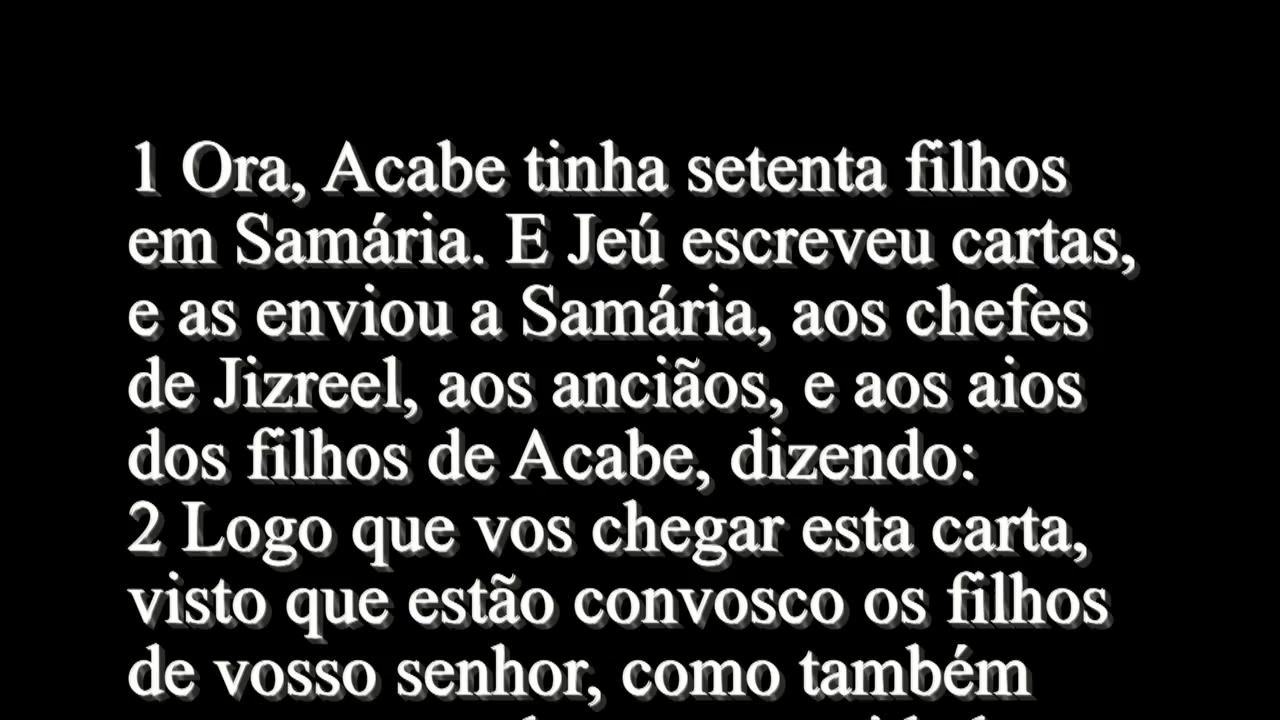 1 Ora, Acabe tinha setenta filhos
em Samária. E Jeú escreveu cartas,
e as enviou a Samária, aos chefes
de Jizreel, aos anciãos, e aos aios
dos filhos de Acabe, dizendo:
2 Logo que vos chegar esta carta,
visto que estão convosco os filhos
de vosso senhor, como também